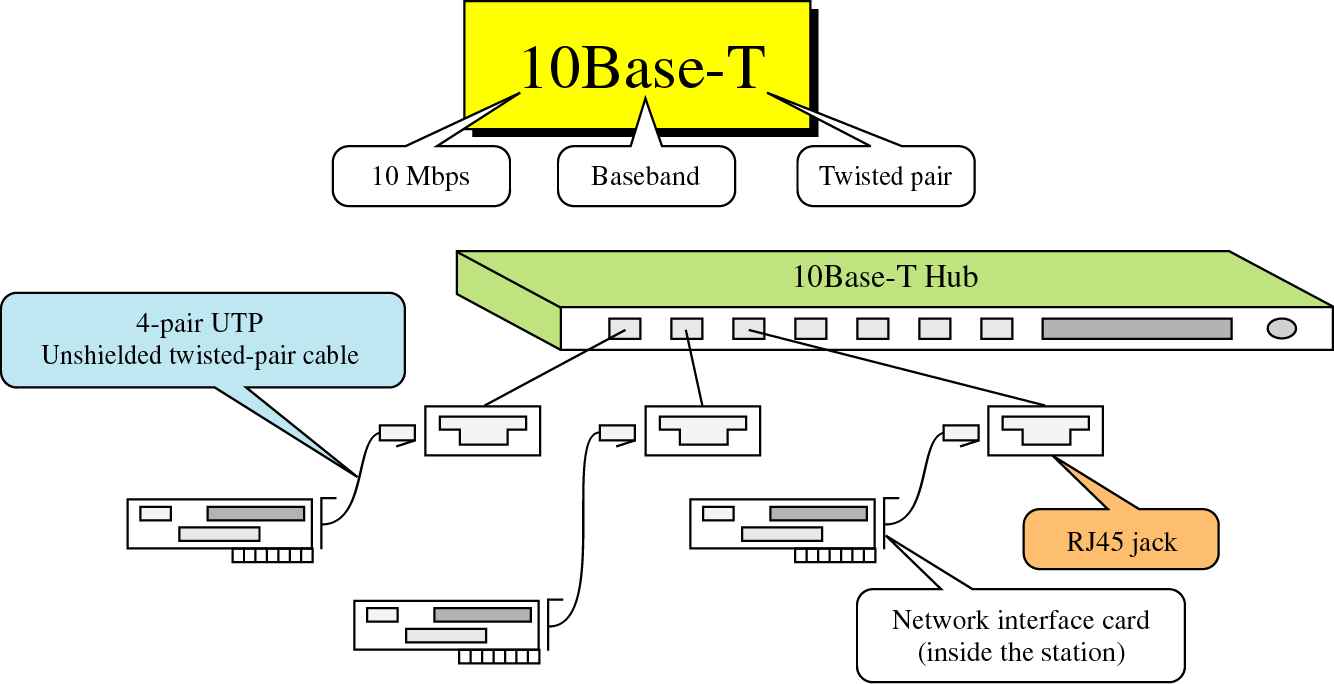 10Base-T
10 Mbps
Baseband
Twisted pair
10Base-T Hub
4-pair UTP
Unshielded twisted-pair cable
RJ45 jack
Network interface card
(inside the station)